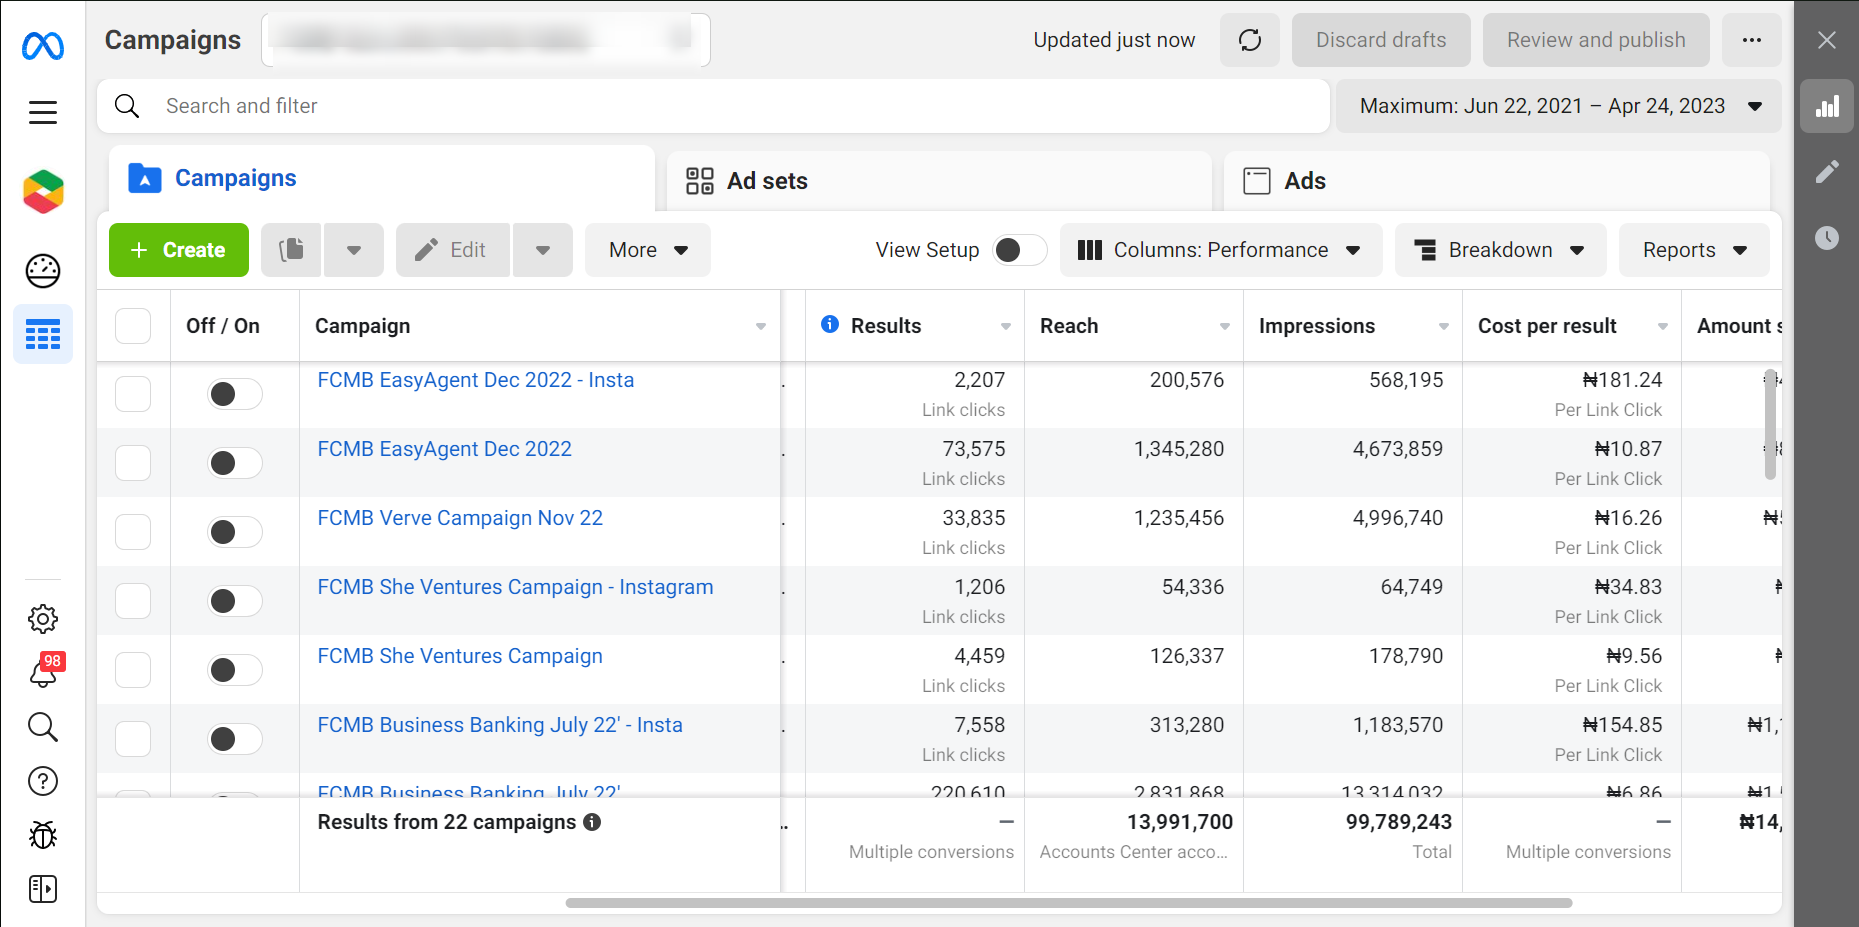 Campaigns
Updated just now
Discard drafts
Review and publish
Search and filter
Maximum: Jun 22, 2021 – Apr 24, 2023
Campaigns
Ad sets
Ads
+ Create
Edit
More
View Setup
Columns: Performance
Breakdown
Reports
Off / On
Campaign
Results
Reach
Impressions
Cost per result
Amount
FCMB EasyAgent Dec 2022 - Insta
2,207
200,576
568,195
₦181.24
Link clicks
Per Link Click
FCMB EasyAgent Dec 2022
73,575
1,345,280
4,673,859
₦10.87
Link clicks
Per Link Click
FCMB Verve Campaign Nov 22
33,835
1,235,456
4,996,740
₦16.26
Link clicks
Per Link Click
FCMB She Ventures Campaign - Instagram
1,206
54,336
64,749
₦34.83
Link clicks
Per Link Click
FCMB She Ventures Campaign
4,459
126,337
178,790
₦9.56
Link clicks
Per Link Click
FCMB Business Banking July 22' - Insta
7,558
313,280
1,183,570
₦154.85
₦1,
Link clicks
Per Link Click
FCMB Business Banking July 22'
220,610
2,831,868
13,314,032
₦6.86
Results from 22 campaigns
...
—
13,991,700
99,789,243
—
₦14,
Multiple conversions
Accounts Center acco...
Total
Multiple conversions
98